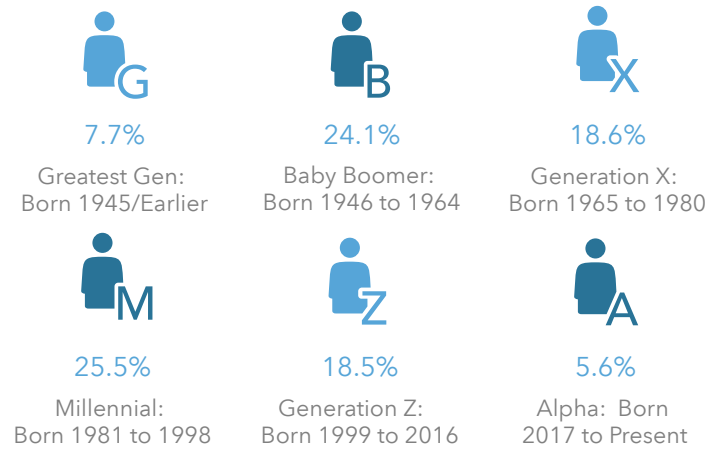 G
B
X
7.7%
24.1%
18.6%
Greatest Gen:
Born 1945/Earlier
Baby Boomer:
Born 1946 to 1964
Generation X:
Born 1965 to 1980
M
Z
A
25.5%
18.5%
5.6%
Millennial:
Born 1981 to 1998
Generation Z:
Born 1999 to 2016
Alpha:  Born
2017 to Present